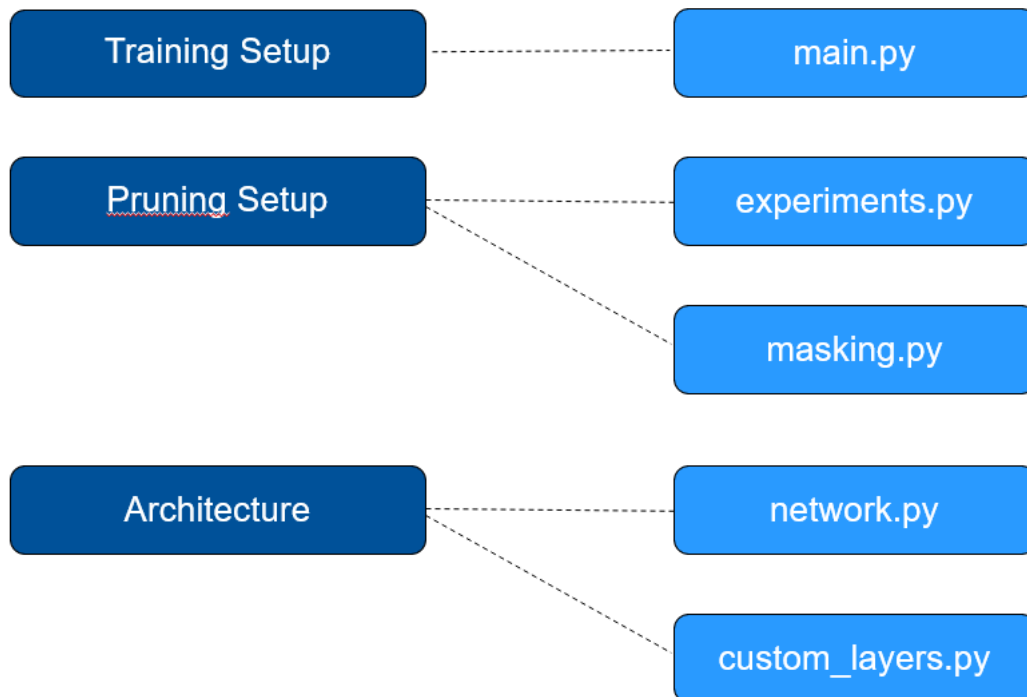 Training Setup
main.py
Pruning Setup
experiments.py
masking.py
Architecture
network.py
custom_layers.py